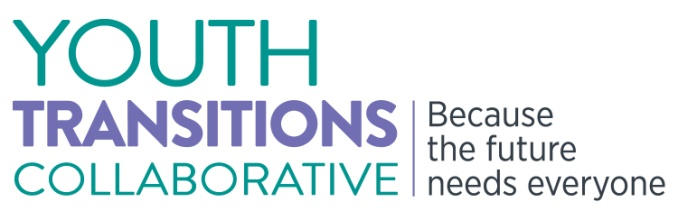 YOUTH
TRANSITIONS
COLLABORATIVE
Because
the future
needs everyone